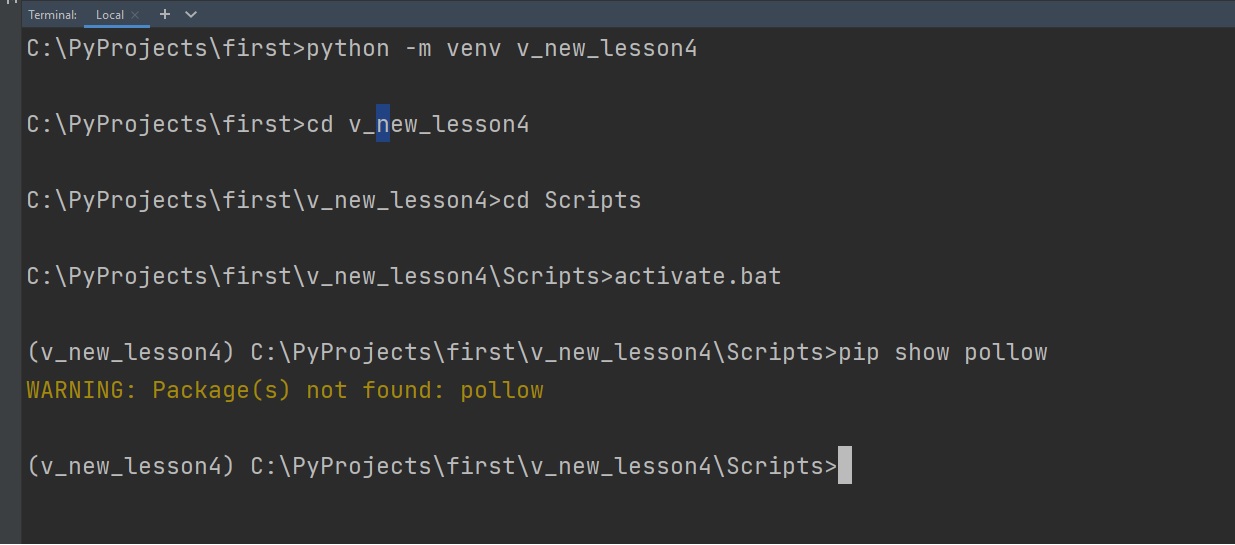 Terminal: Local × + 
C:\PyProjects\first>python -m venv v_new_lesson4
C:\PyProjects\first>cd v_new_lesson4
C:\PyProjects\first\v_new_lesson4>cd Scripts
C:\PyProjects\first\v_new_lesson4\Scripts>activate.bat
(v_new_lesson4) C:\PyProjects\first\v_new_lesson4\Scripts>pip show pollow
WARNING: Package(s) not found: pollow
(v_new_lesson4) C:\PyProjects\first\v_new_lesson4\Scripts>